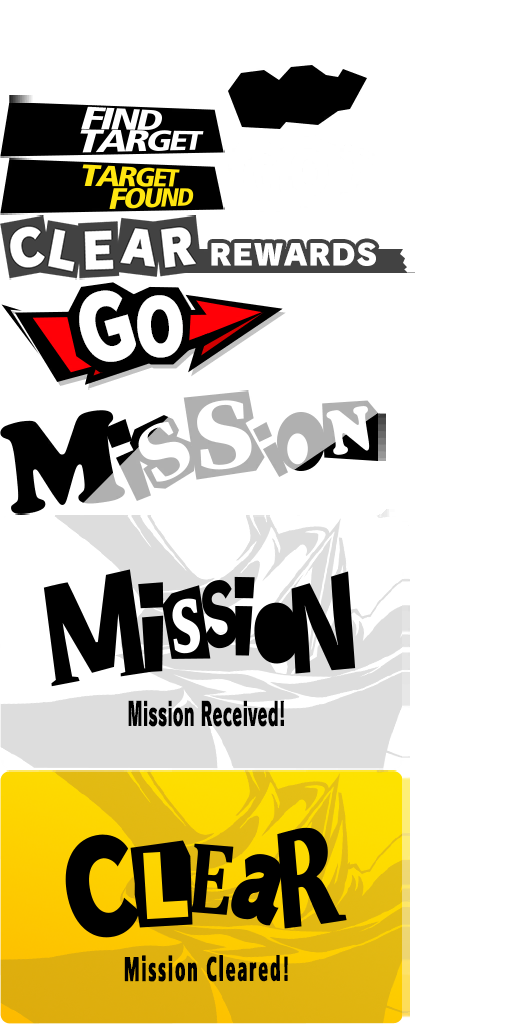 FIND
TARGET
TARGET
FOUND
CLEAR REWARDS
GO
MissioN
MissioN
Mission Received!
CLEaR
Mission Cleared!